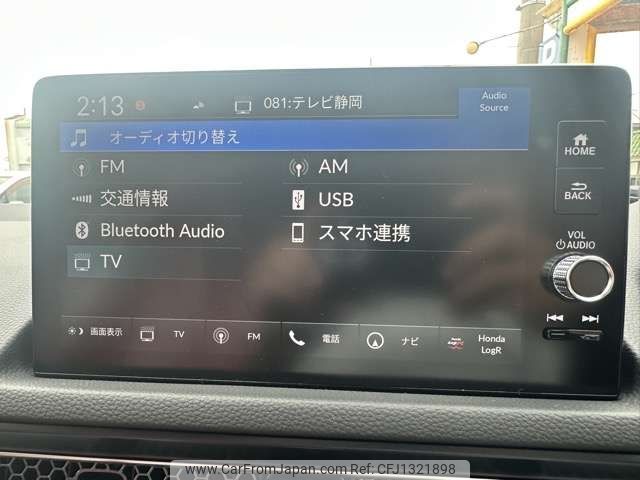 2:13
081:テレビ静岡
Audio Source
オーディオ切り替え
FM
AM
交通情報
USB
Bluetooth Audio
スマホ連携
TV
画面表示
TV
FM
電話
ナビ
Honda LogR
HOME
BACK
VOL
AUDIO
www.CarFromJapan.com | Photo ID: CFJ1321898